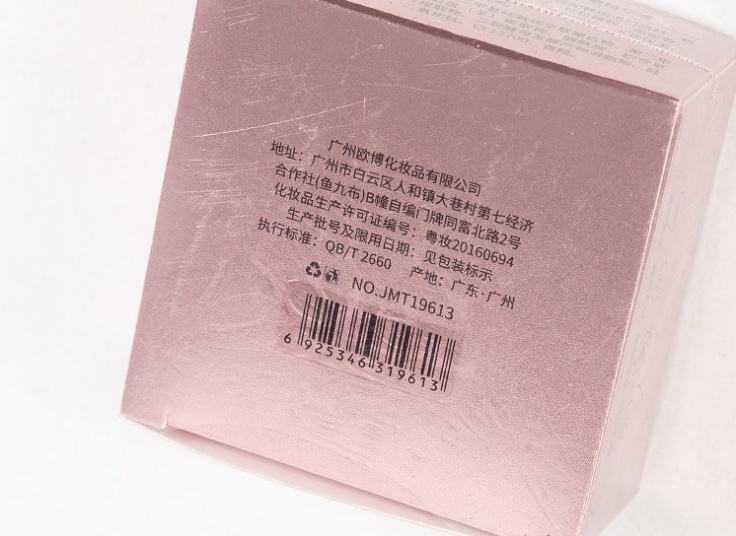 广州欧博化妆品有限公司
地址：广州市白云区人和镇大巷村第七经济
合作社(鱼九布)B幢自编门牌同富北路2号
化妆品生产许可证编号：粤妆20160694
生产批号及限用日期：见包装标示
执行标准：QB/T 2660 产地：广东·广州
NO.JMT19613
6 925346 319613